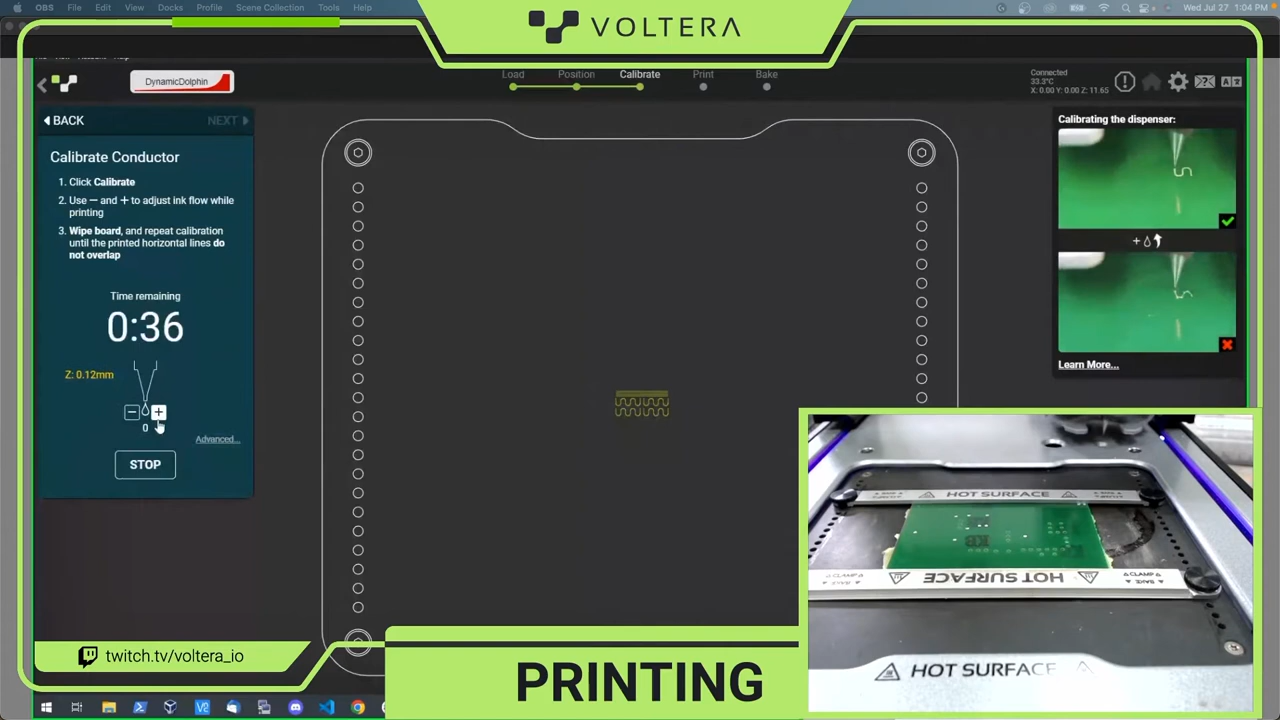 OBS File Edit View Docks Profile Scene Collection Tools Help
Wed Jul 27 1:04 PM
VOLTERA
DynamicDolphin
Load Position Calibrate Print Bake
Connected
33.3°C
X: 0.00 Y: 0.00 Z: 11.65
BACK NEXT
Calibrate Conductor
1. Click Calibrate
2. Use − and + to adjust ink flow while
printing
3. Wipe board, and repeat calibration
until the printed horizontal lines do
not overlap
Time remaining
0:36
Z: 0.12mm
− +
0
Advanced...
STOP
Calibrating the dispenser:
+
Learn More...
HOT SURFACE
KB
HOT SURFACE
CLAMP
HOT SURFACE
twitch.tv/voltera_io
PRINTING